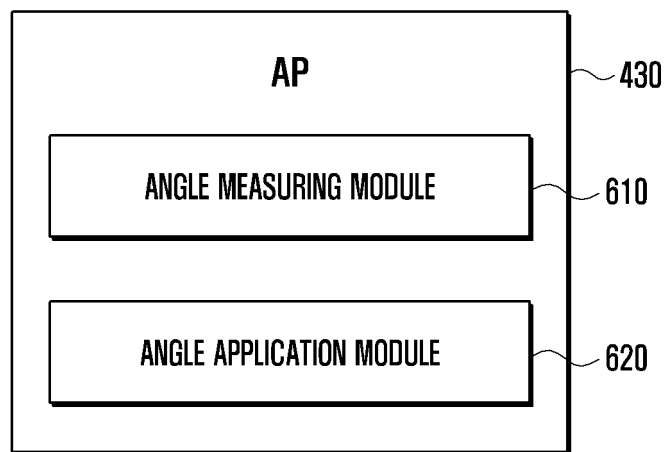 AP
430
ANGLE MEASURING MODULE
610
ANGLE APPLICATION MODULE
620